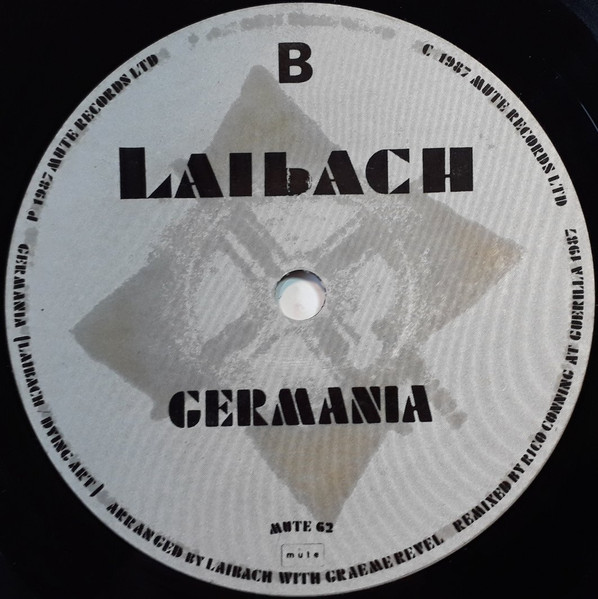 B
LAIBACH
GERMANIA
MUTE 62
mute
P 1987 MUTE RECORDS LTD
C 1987 MUTE RECORDS LTD
GERMANIA (LAIBACH / DYING ART) ARRANGED BY LAIBACH WITH GRAEME REVEL REMIXED BY RICO CONNING AT GUERILLA 1987